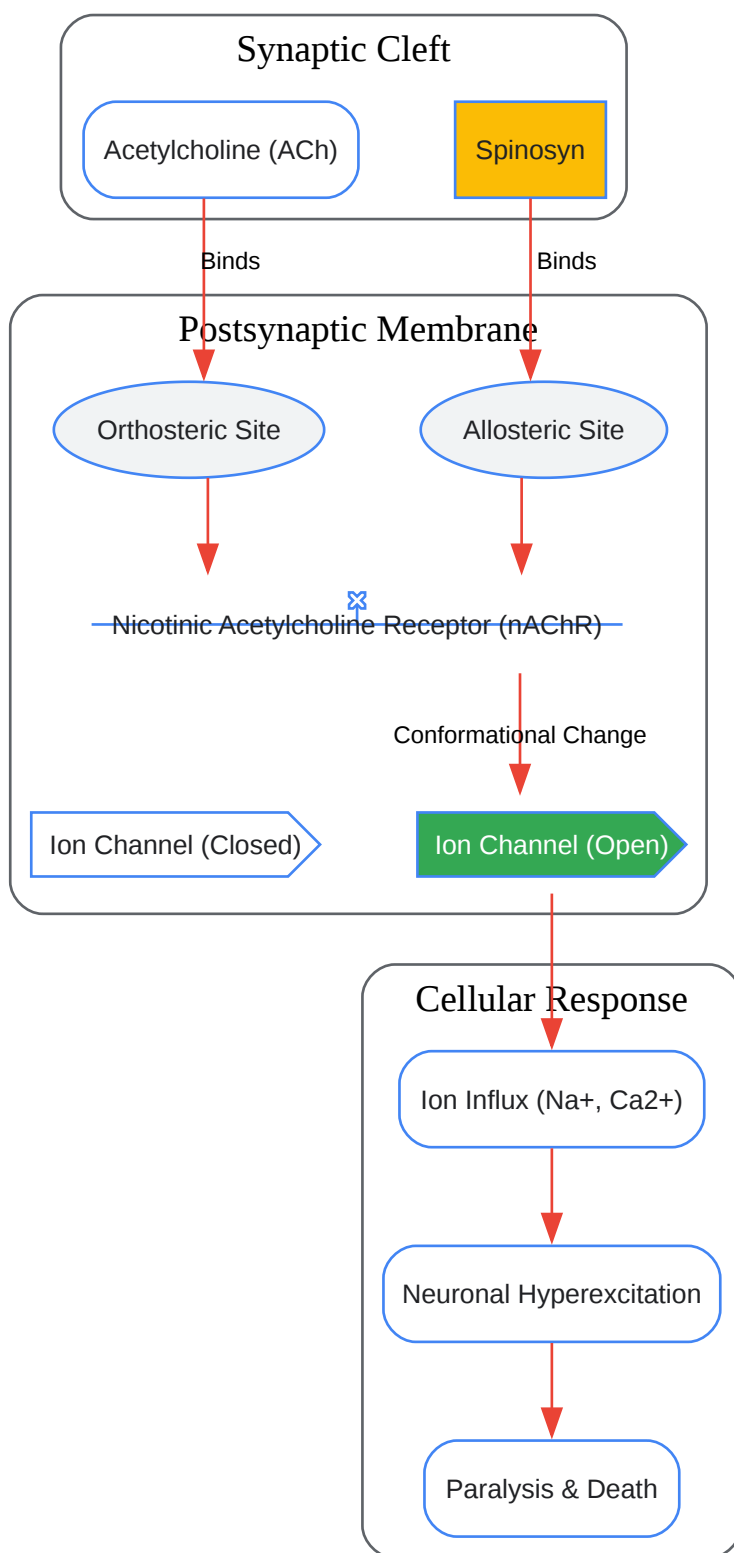 Synaptic Cleft
Acetylcholine (ACh)
Spinosyn
Binds
Binds
Postsynaptic Membrane
Orthosteric Site
Allosteric Site
Nicotinic Acetylcholine Receptor (nAChR)
Conformational Change
Ion Channel (Closed)
Ion Channel (Open)
Cellular Response
Ion Influx (Na+, Ca2+)
Neuronal Hyperexcitation
Paralysis & Death